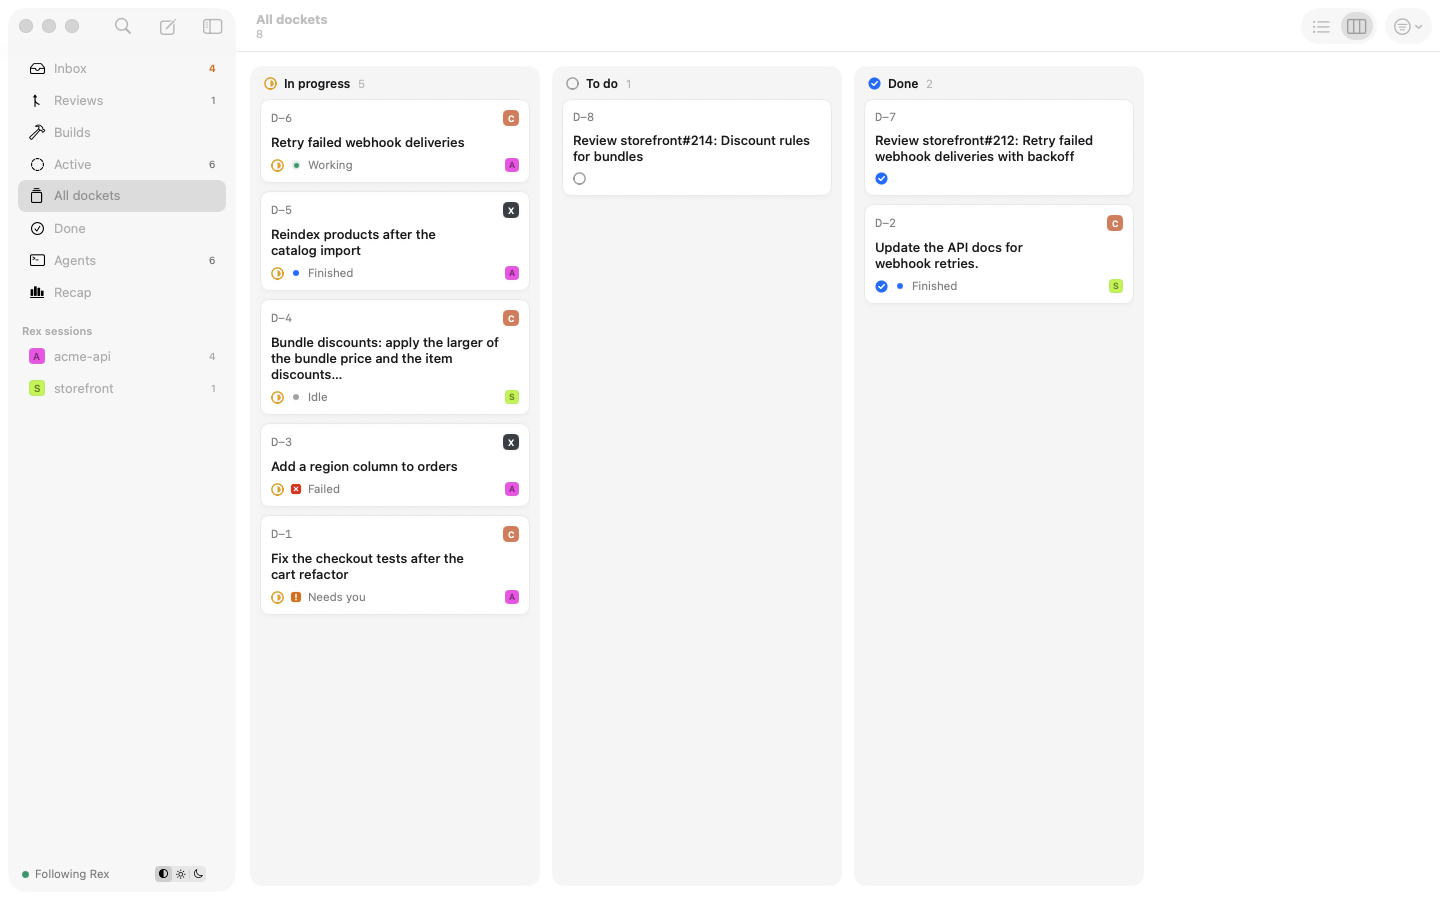 Inbox 4
Reviews 1
Builds
Active 6
All dockets
Done
Agents 6
Recap
Rex sessions
A acme-api 4
S storefront 1
Following Rex
All dockets
8
In progress 5
D-6 C
Retry failed webhook deliveries
Working A
D-5 X
Reindex products after the
catalog import
Finished A
D-4 C
Bundle discounts: apply the larger of
the bundle price and the item
discounts...
Idle S
D-3 X
Add a region column to orders
Failed A
D-1 C
Fix the checkout tests after the
cart refactor
Needs you A
To do 1
D-8
Review storefront#214: Discount rules
for bundles
Done 2
D-7
Review storefront#212: Retry failed
webhook deliveries with backoff
D-2 C
Update the API docs for
webhook retries.
Finished S